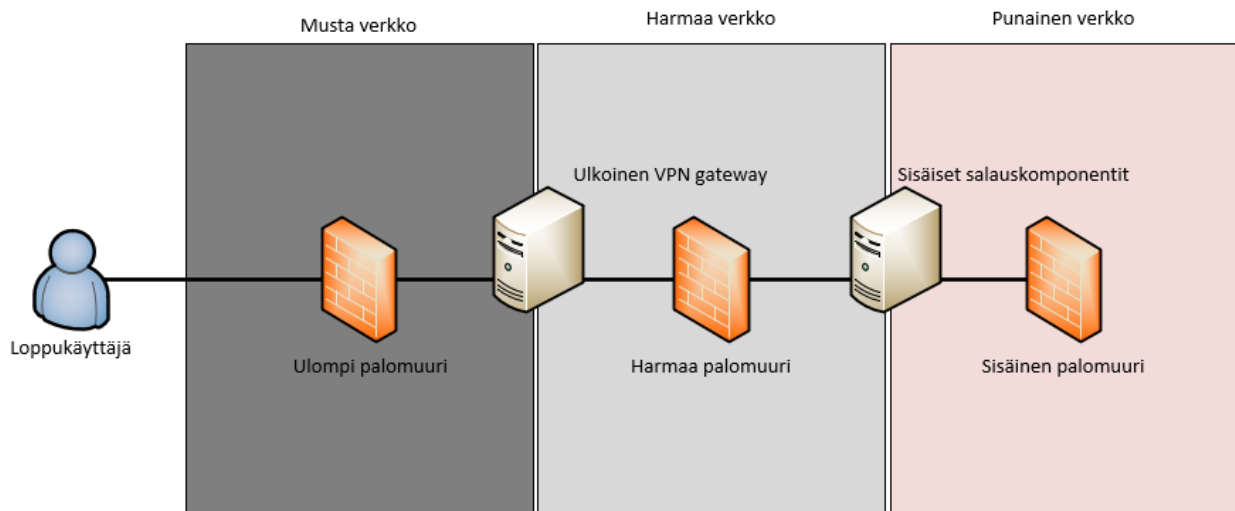 Musta verkko
Harmaa verkko
Punainen verkko
Ulkoinen VPN gateway
Sisäiset salauskomponentit
Loppukäyttäjä
Ulompi palomuuri
Harmaa palomuuri
Sisäinen palomuuri